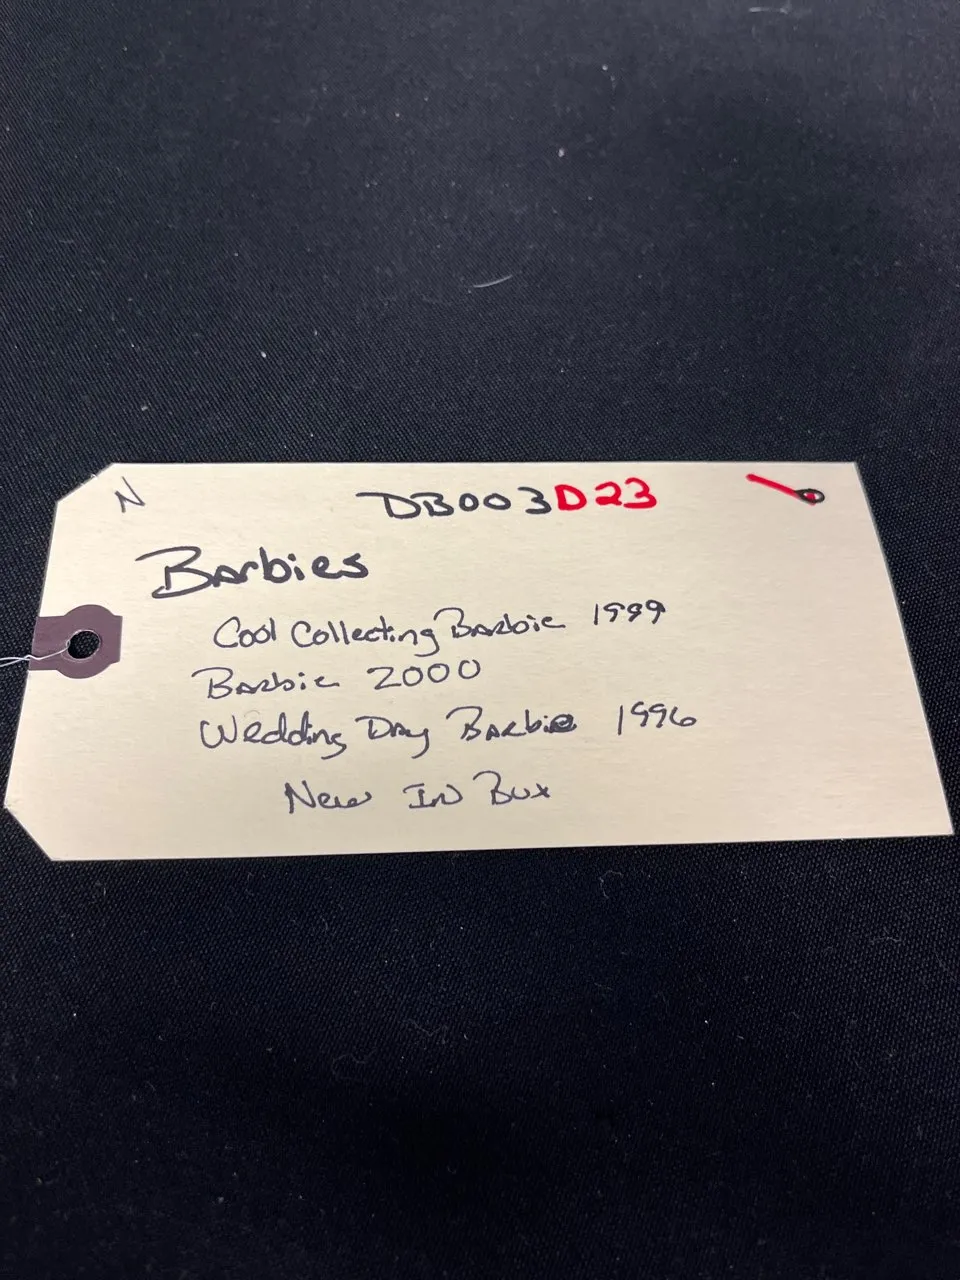 N
DB003D23
Barbies
Cool Collecting Barbie 1999
Barbie 2000
Wedding Day Barbie 1996
New In Box